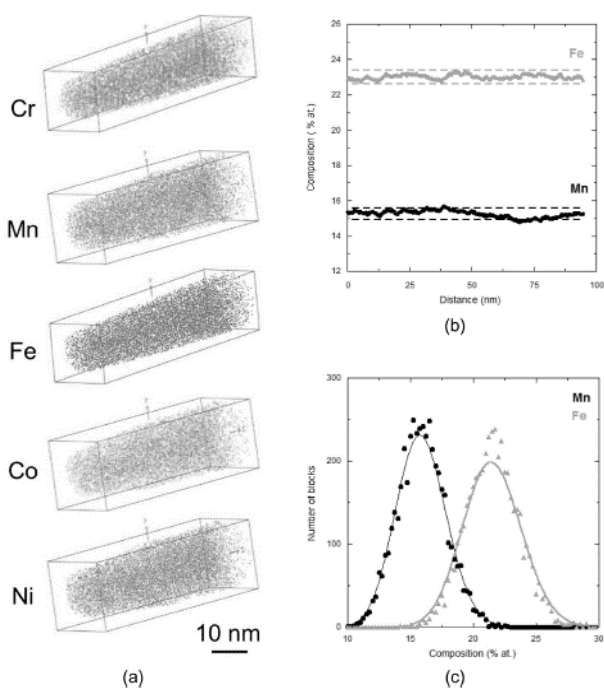 Cr
Mn
Fe
Co
Ni
10 nm
(a)
26
24
22
20
18
16
14
12
Composition ( % at.)
Fe
Mn
0
25
50
75
100
Distance (nm)
(b)
300
200
100
0
Number of blocks
Mn
Fe
10
15
20
25
30
Composition (% at.)
(c)